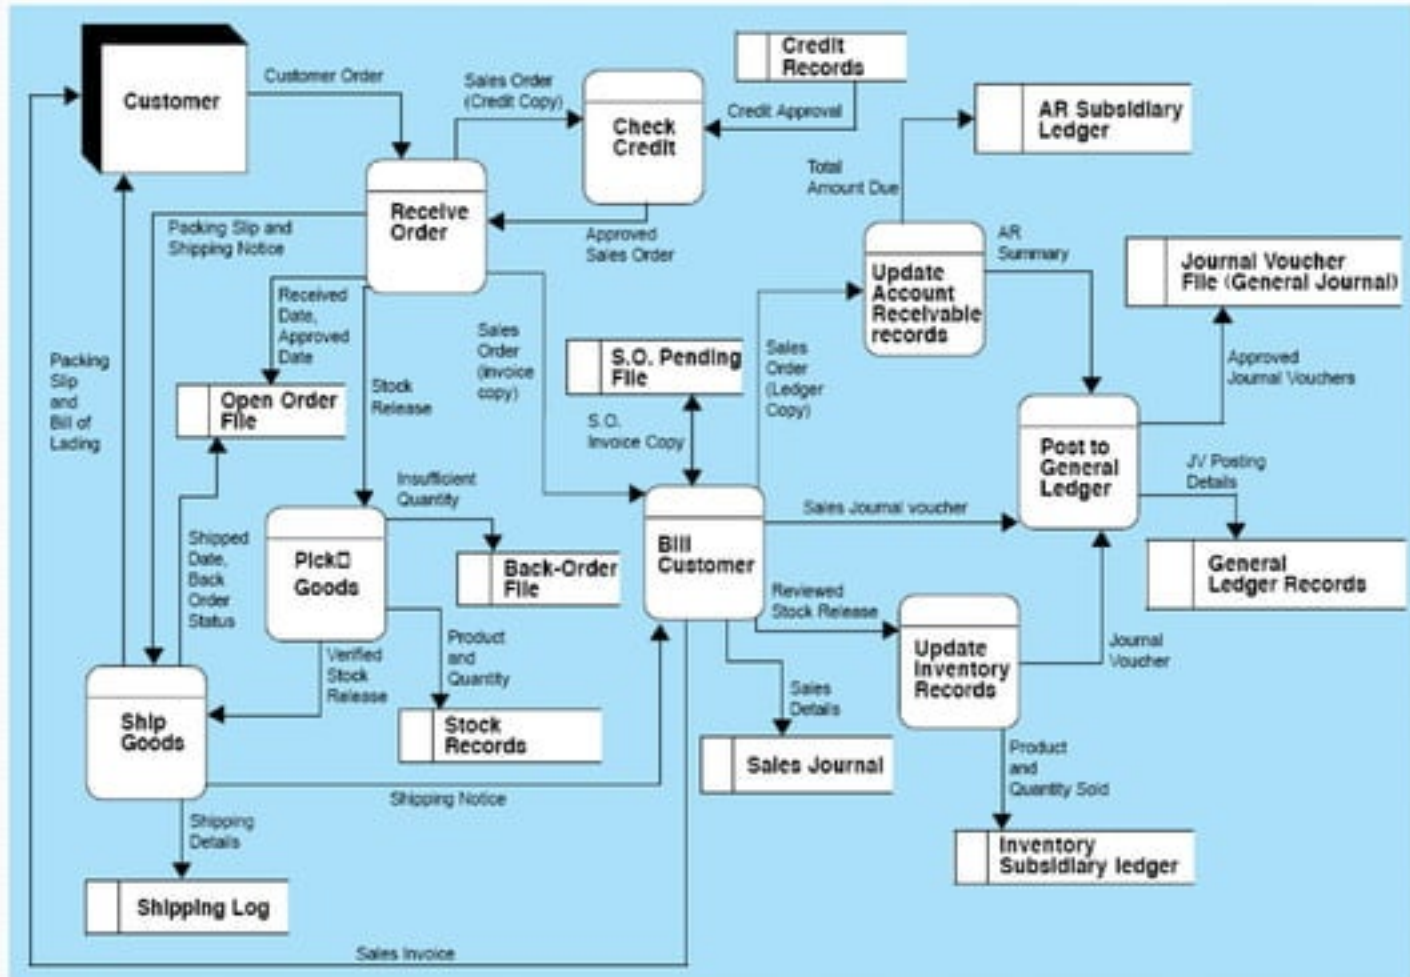 Customer
Customer Order
Sales Order
(Credit Copy)
Check
Credit
Credit
Records
Credit Approval
AR Subsidiary
Ledger
Total
Amount Due
Receive
Order
Packing Slip and
Shipping Notice
Approved
Sales Order
AR
Summary
Update
Account
Receivable
records
Journal Voucher
File (General Journal)
Received
Date,
Approved
Date
Sales
Order
(Invoice
copy)
S.O. Pending
File
Sales
Order
(Ledger
Copy)
Approved
Journal Vouchers
Packing
Slip
and
Bill of
Lading
Open Order
File
Stock
Release
S.O.
Invoice Copy
Post to
General
Ledger
JV Posting
Details
Insufficient
Quantity
Sales Journal voucher
Shipped
Date,
Back
Order
Status
Pick□
Goods
Back-Order
File
Bill
Customer
General
Ledger Records
Reviewed
Stock Release
Product
and
Quantity
Verified
Stock
Release
Update
Inventory
Records
Journal
Voucher
Ship
Goods
Stock
Records
Sales
Details
Sales Journal
Product
and
Quantity Sold
Shipping Notice
Shipping
Details
Inventory
Subsidiary ledger
Shipping Log
Sales Invoice